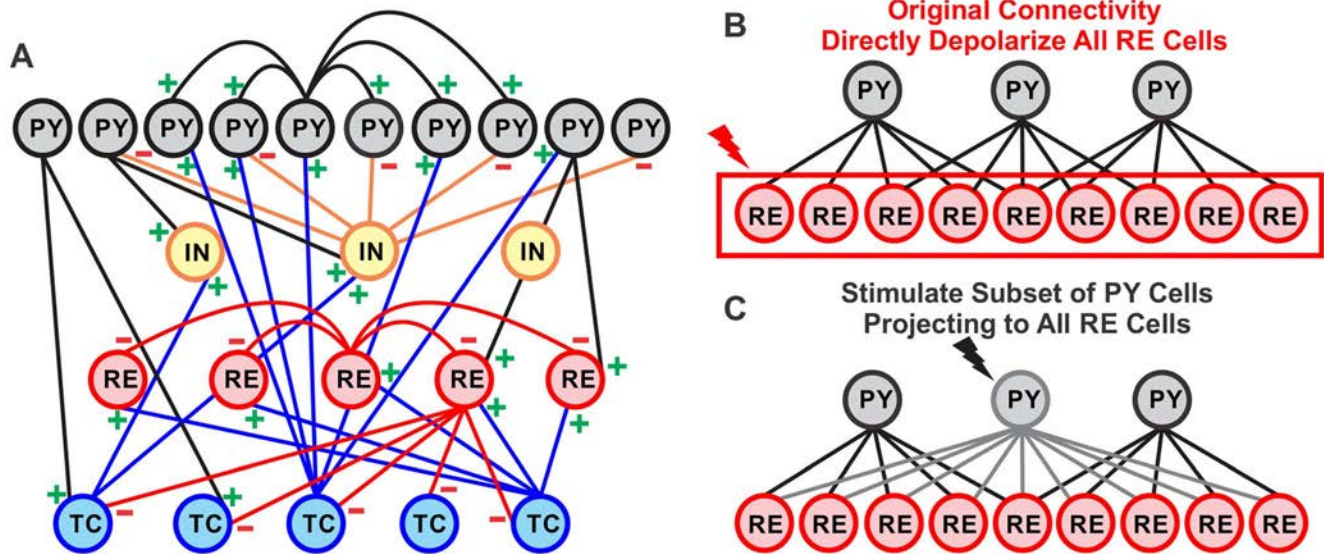 A
PY PY PY PY PY PY PY PY PY PY
IN IN IN
RE RE RE RE RE
TC TC TC TC TC
B
Original Connectivity
Directly Depolarize All RE Cells
PY PY PY
RE RE RE RE RE RE RE RE RE
C
Stimulate Subset of PY Cells
Projecting to All RE Cells
PY PY PY
RE RE RE RE RE RE RE RE RE